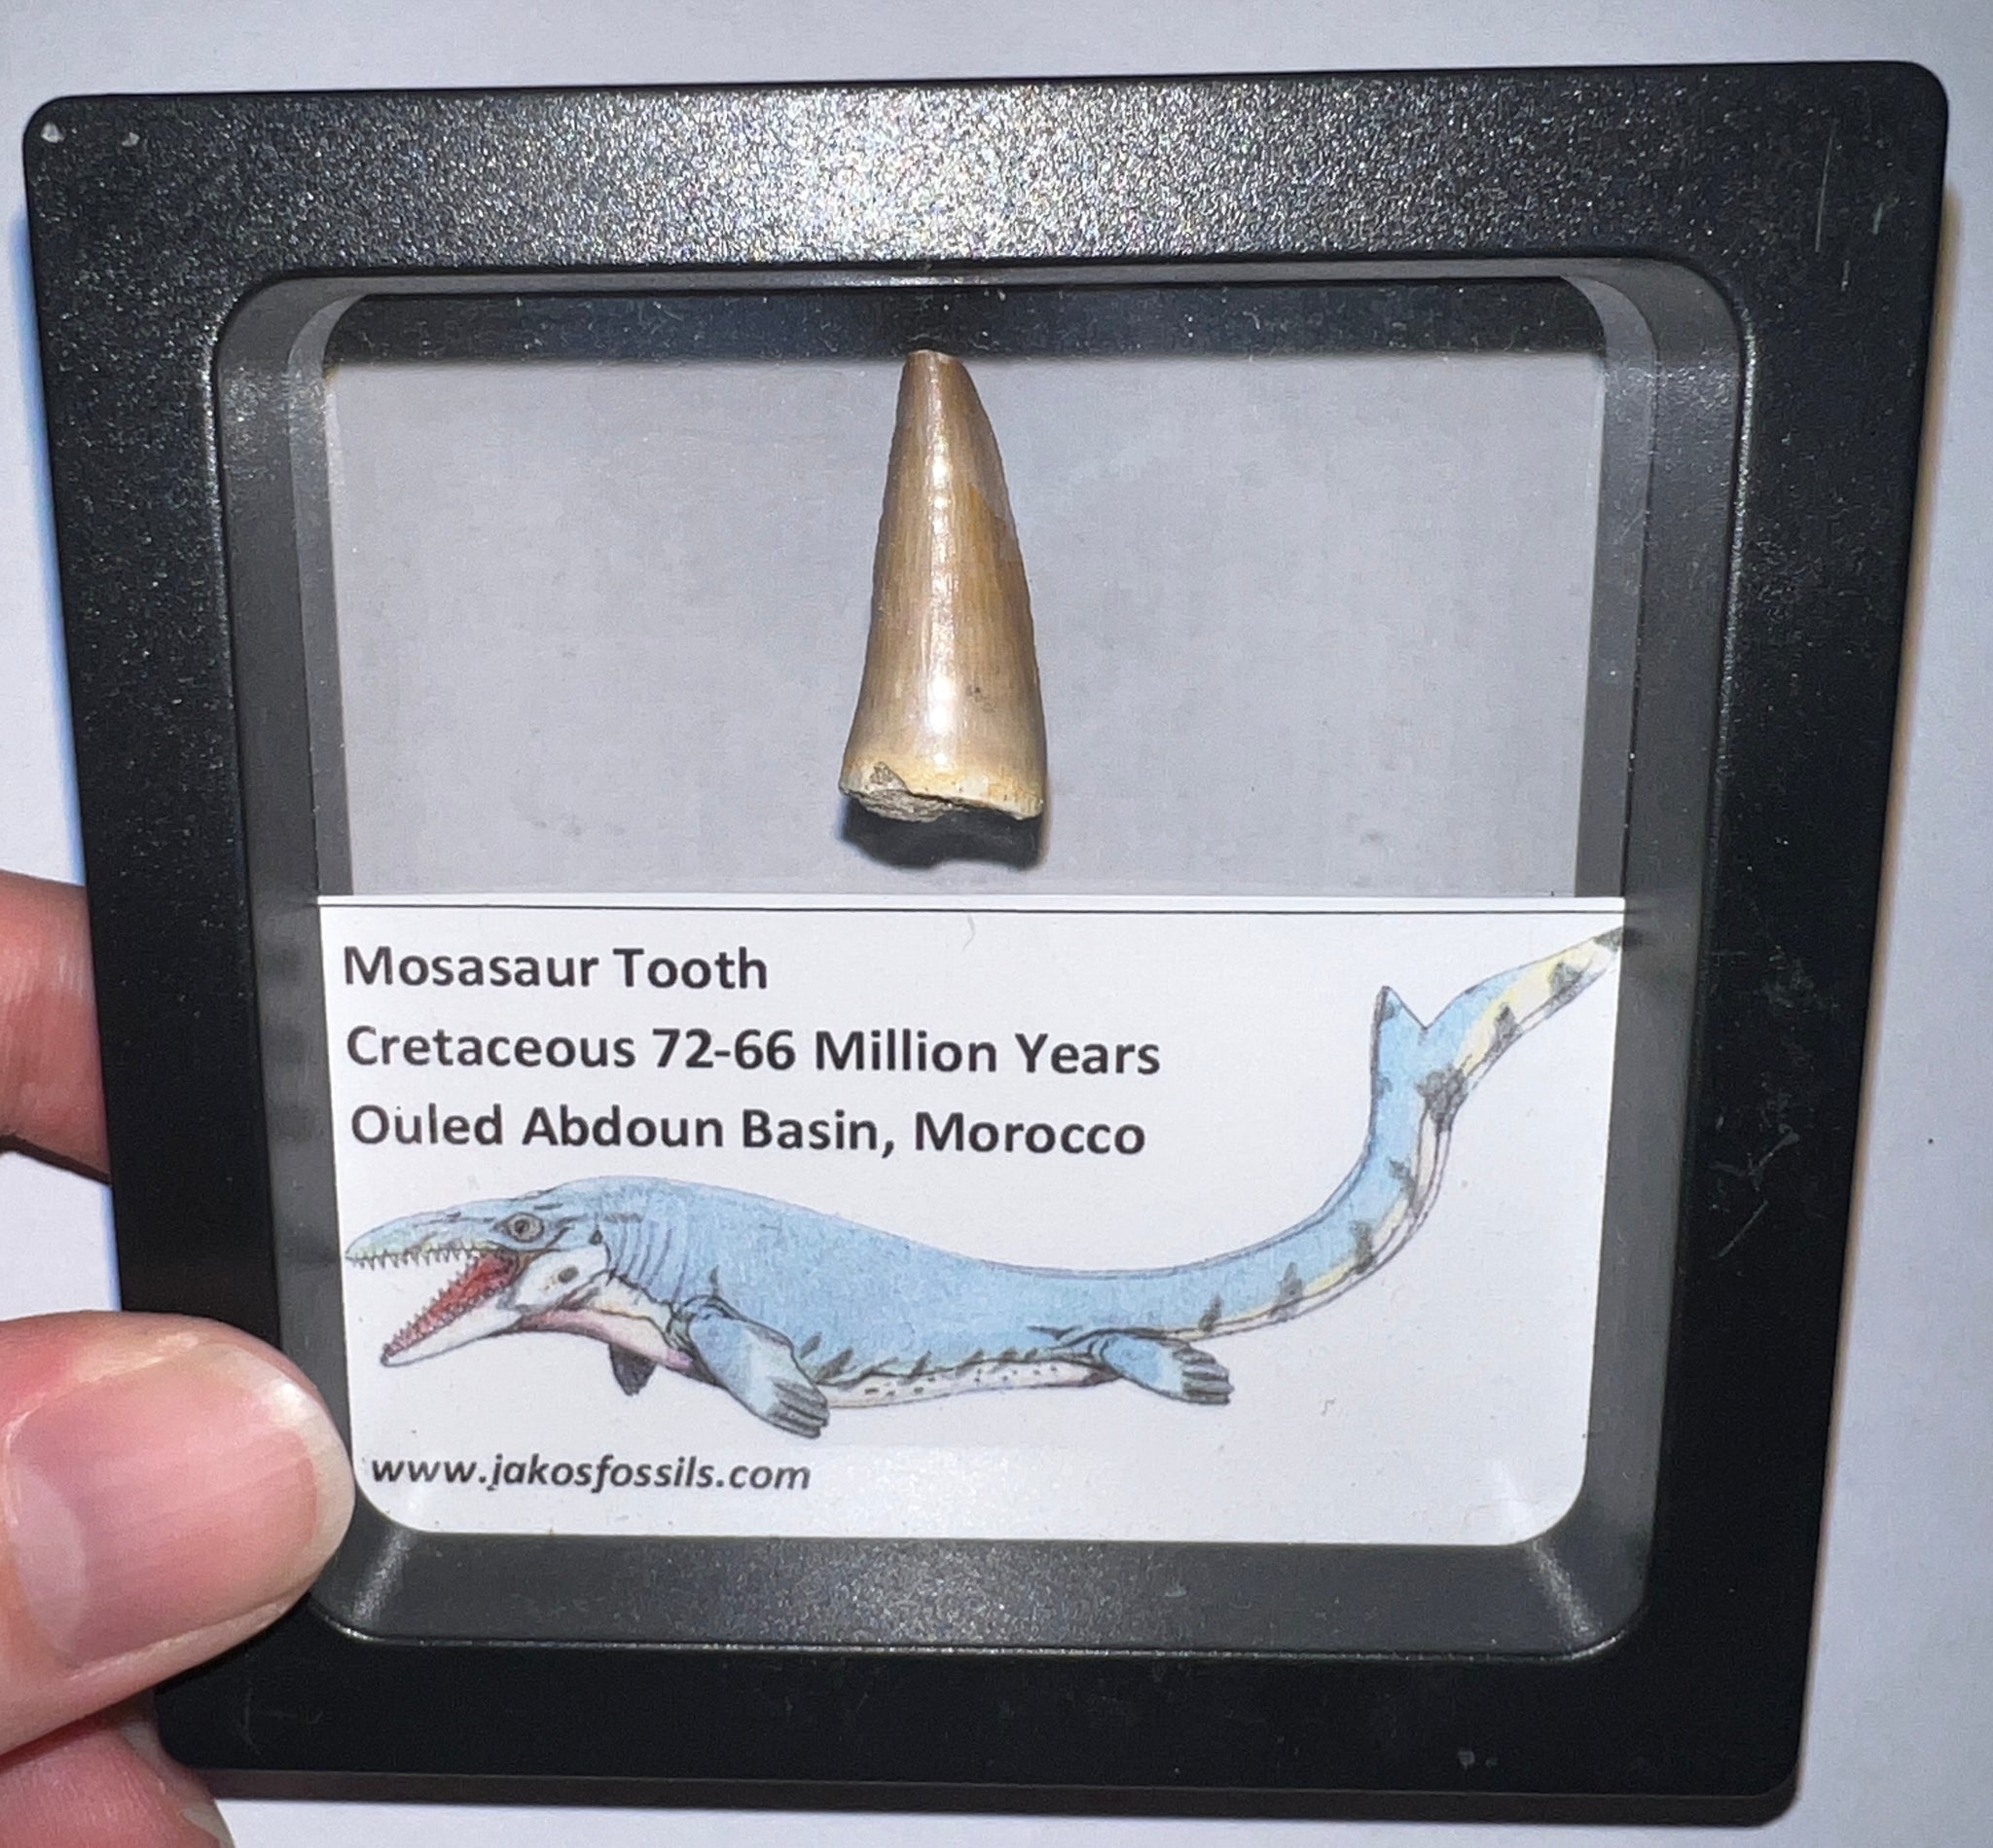 Mosasaur Tooth
Cretaceous 72-66 Million Years
Ouled Abdoun Basin, Morocco
www.jakosfossils.com